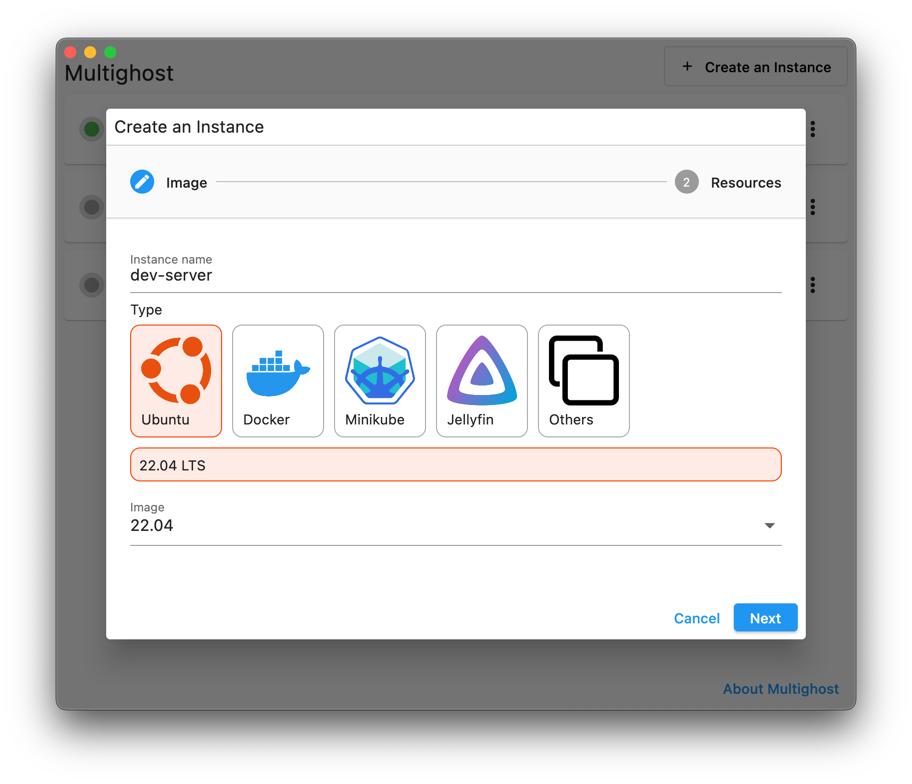 Multighost
+ Create an Instance
Create an Instance
Image
2 Resources
Instance name
dev-server
Type
Ubuntu Docker Minikube Jellyfin Others
22.04 LTS
Image
22.04
Cancel Next
About Multighost